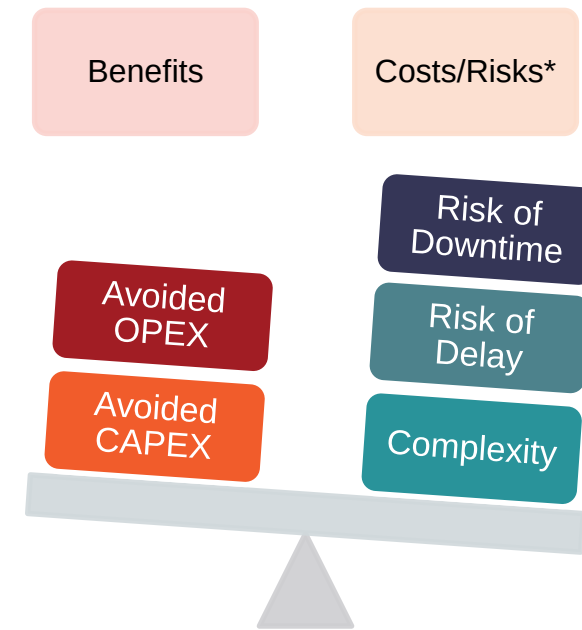 Benefits
Costs/Risks*
Avoided
OPEX
Avoided
CAPEX
Risk of
Downtime
Risk of
Delay
Complexity